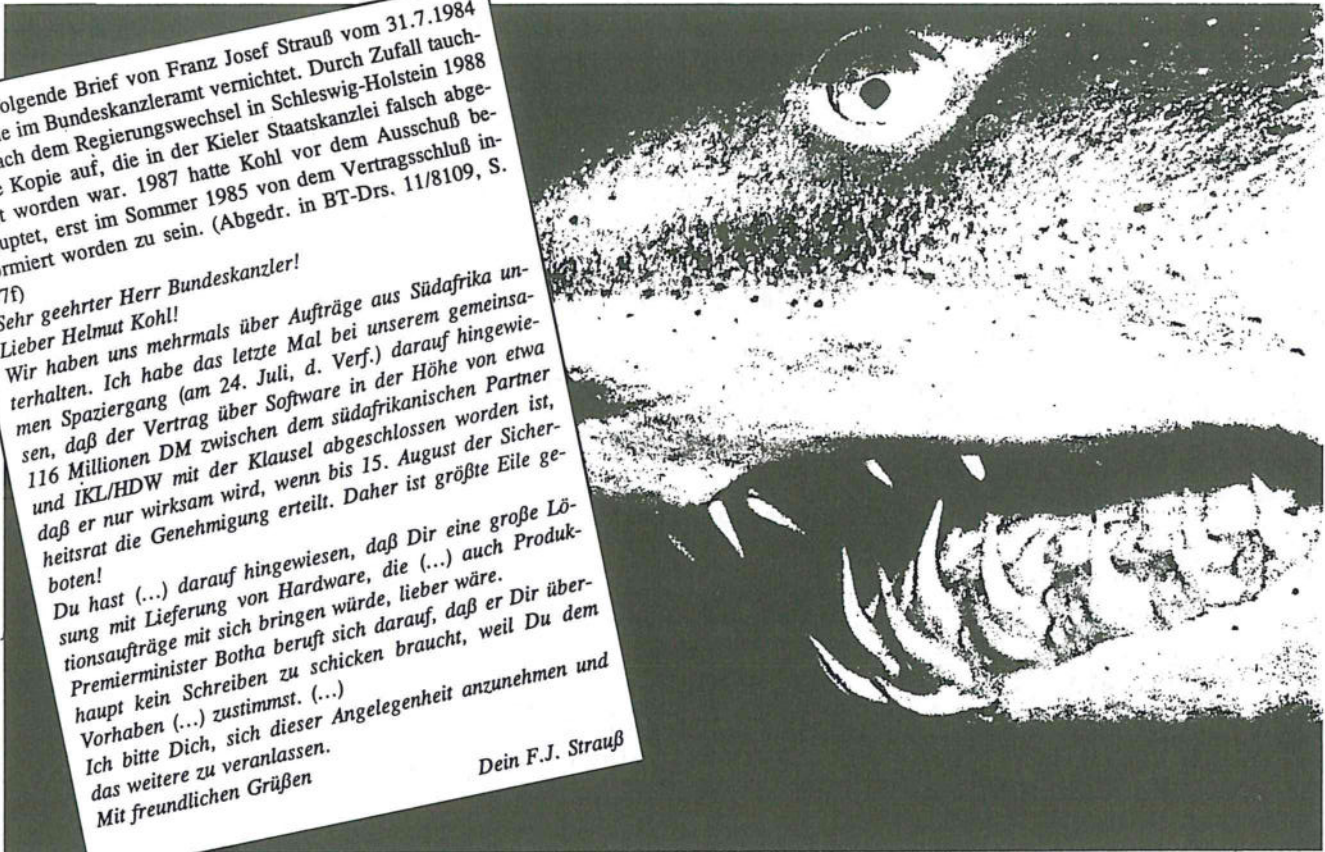 olgende Brief von Franz Josef Strauß vom 31.7.1984
e im Bundeskanzleramt vernichtet. Durch Zufall tauch-
ach dem Regierungswechsel in Schleswig-Holstein 1988
e Kopie auf, die in der Kieler Staatskanzlei falsch abge-
t worden war. 1987 hatte Kohl vor dem Ausschuß be-
uptet, erst im Sommer 1985 von dem Vertragsschluß in-
ormiert worden zu sein. (Abgedr. in BT-Drs. 11/8109, S.
7f)
Sehr geehrter Herr Bundeskanzler!
Lieber Helmut Kohl!
Wir haben uns mehrmals über Aufträge aus Südafrika un-
terhalten. Ich habe das letzte Mal bei unserem gemeinsa-
men Spaziergang (am 24. Juli, d. Verf.) darauf hingewie-
sen, daß der Vertrag über Software in der Höhe von etwa
116 Millionen DM zwischen dem südafrikanischen Partner
und IKL/HDW mit der Klausel abgeschlossen worden ist,
daß er nur wirksam wird, wenn bis 15. August der Sicher-
heitsrat die Genehmigung erteilt. Daher ist größte Eile ge-
boten!
Du hast (...) darauf hingewiesen, daß Dir eine große Lö-
sung mit Lieferung von Hardware, die (...) auch Produk-
tionsaufträge mit sich bringen würde, lieber wäre.
Premierminister Botha beruft sich darauf, daß er Dir über-
haupt kein Schreiben zu schicken braucht, weil Du dem
Vorhaben (...) zustimmst. (...)
Ich bitte Dich, sich dieser Angelegenheit anzunehmen und
das weitere zu veranlassen.
Mit freundlichen Grüßen
Dein F.J. Strauß